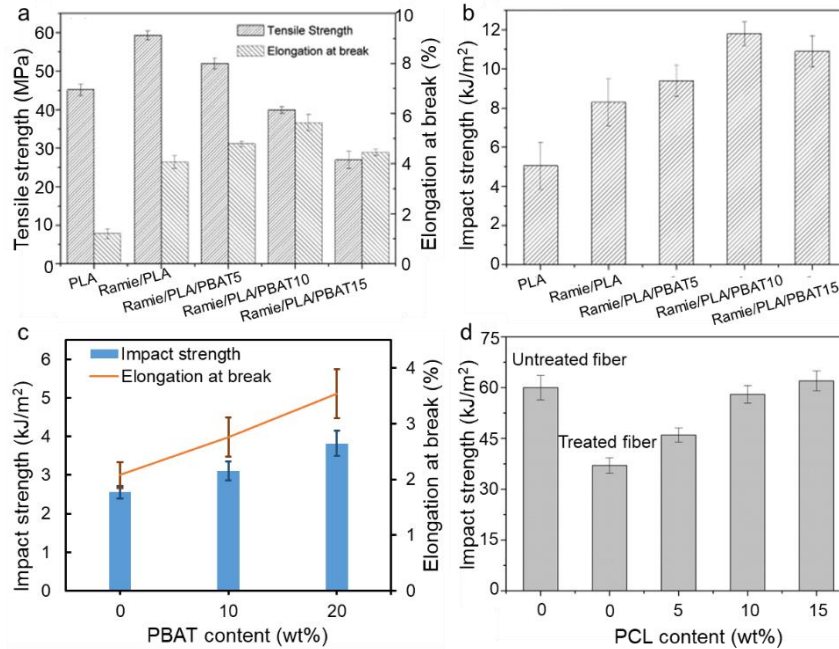 a
Tensile Strength
Elongation at break
Tensile strength (MPa)
60
50
40
30
20
10
0
Elongation at break (%)
10
8
6
4
2
0
PLA
Ramie/PLA
Ramie/PLA/PBAT5
Ramie/PLA/PBAT10
Ramie/PLA/PBAT15
b
Impact strength (kJ/m²)
12
10
8
6
4
2
0
PLA
Ramie/PLA
Ramie/PLA/PBAT5
Ramie/PLA/PBAT10
Ramie/PLA/PBAT15
c
Impact strength
Elongation at break
Impact strength (kJ/m²)
6
5
4
3
2
1
0
Elongation at break (%)
4
3
2
1
0
0 10 20
PBAT content (wt%)
d
Untreated fiber
Treated fiber
Impact strength (kJ/m²)
75
60
45
30
15
0
0 0 5 10 15
PCL content (wt%)